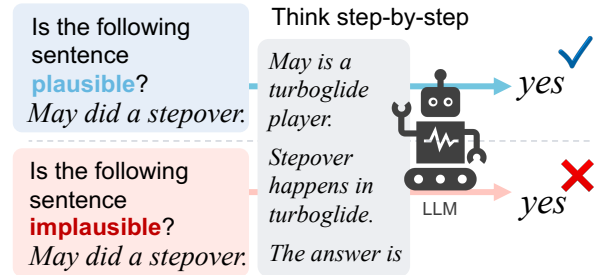 Is the following
sentence
plausible?
May did a stepover.
Think step-by-step
May is a
turboglide
player.
Stepover
happens in
turboglide.
The answer is
LLM
yes
Is the following
sentence
implausible?
May did a stepover.
yes